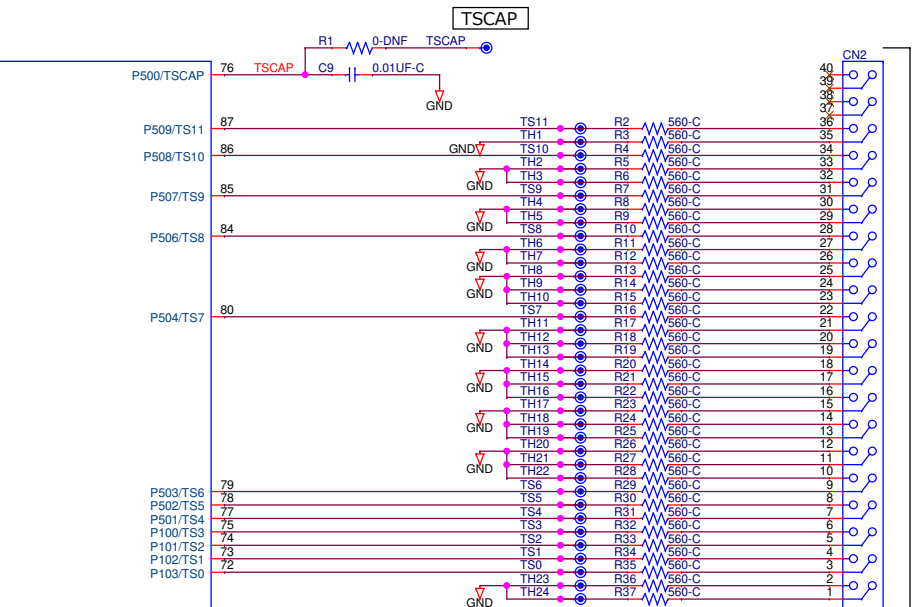 TSCAP
R1 0-DNF TSCAP
CN2
P500/TSCAP 76 TSCAP C9 0.01UF-C 40
39
GND 38
37
P509/TS11 87 TS11 R2 560-C 36
TH1 R3 560-C 35
P508/TS10 86 GND TS10 R4 560-C 34
TH2 R5 560-C 33
GND TH3 R6 560-C 32
P507/TS9 85 TS9 R7 560-C 31
TH4 R8 560-C 30
GND TH5 R9 560-C 29
P506/TS8 84 TS8 R10 560-C 28
TH6 R11 560-C 27
GND TH7 R12 560-C 26
TH8 R13 560-C 25
GND TH9 R14 560-C 24
TH10 R15 560-C 23
P504/TS7 80 TS7 R16 560-C 22
TH11 R17 560-C 21
GND TH12 R18 560-C 20
TH13 R19 560-C 19
TH14 R20 560-C 18
GND TH15 R21 560-C 17
TH16 R22 560-C 16
TH17 R23 560-C 15
GND TH18 R24 560-C 14
TH19 R25 560-C 13
TH20 R26 560-C 12
GND TH21 R27 560-C 11
TH22 R28 560-C 10
P503/TS6 79 TS6 R29 560-C 9
P502/TS5 78 TS5 R30 560-C 8
P501/TS4 77 TS4 R31 560-C 7
P100/TS3 75 TS3 R32 560-C 6
P101/TS2 74 TS2 R33 560-C 5
P102/TS1 73 TS1 R34 560-C 4
P103/TS0 72 TS0 R35 560-C 3
TH23 R36 560-C 2
GND TH24 R37 560-C 1